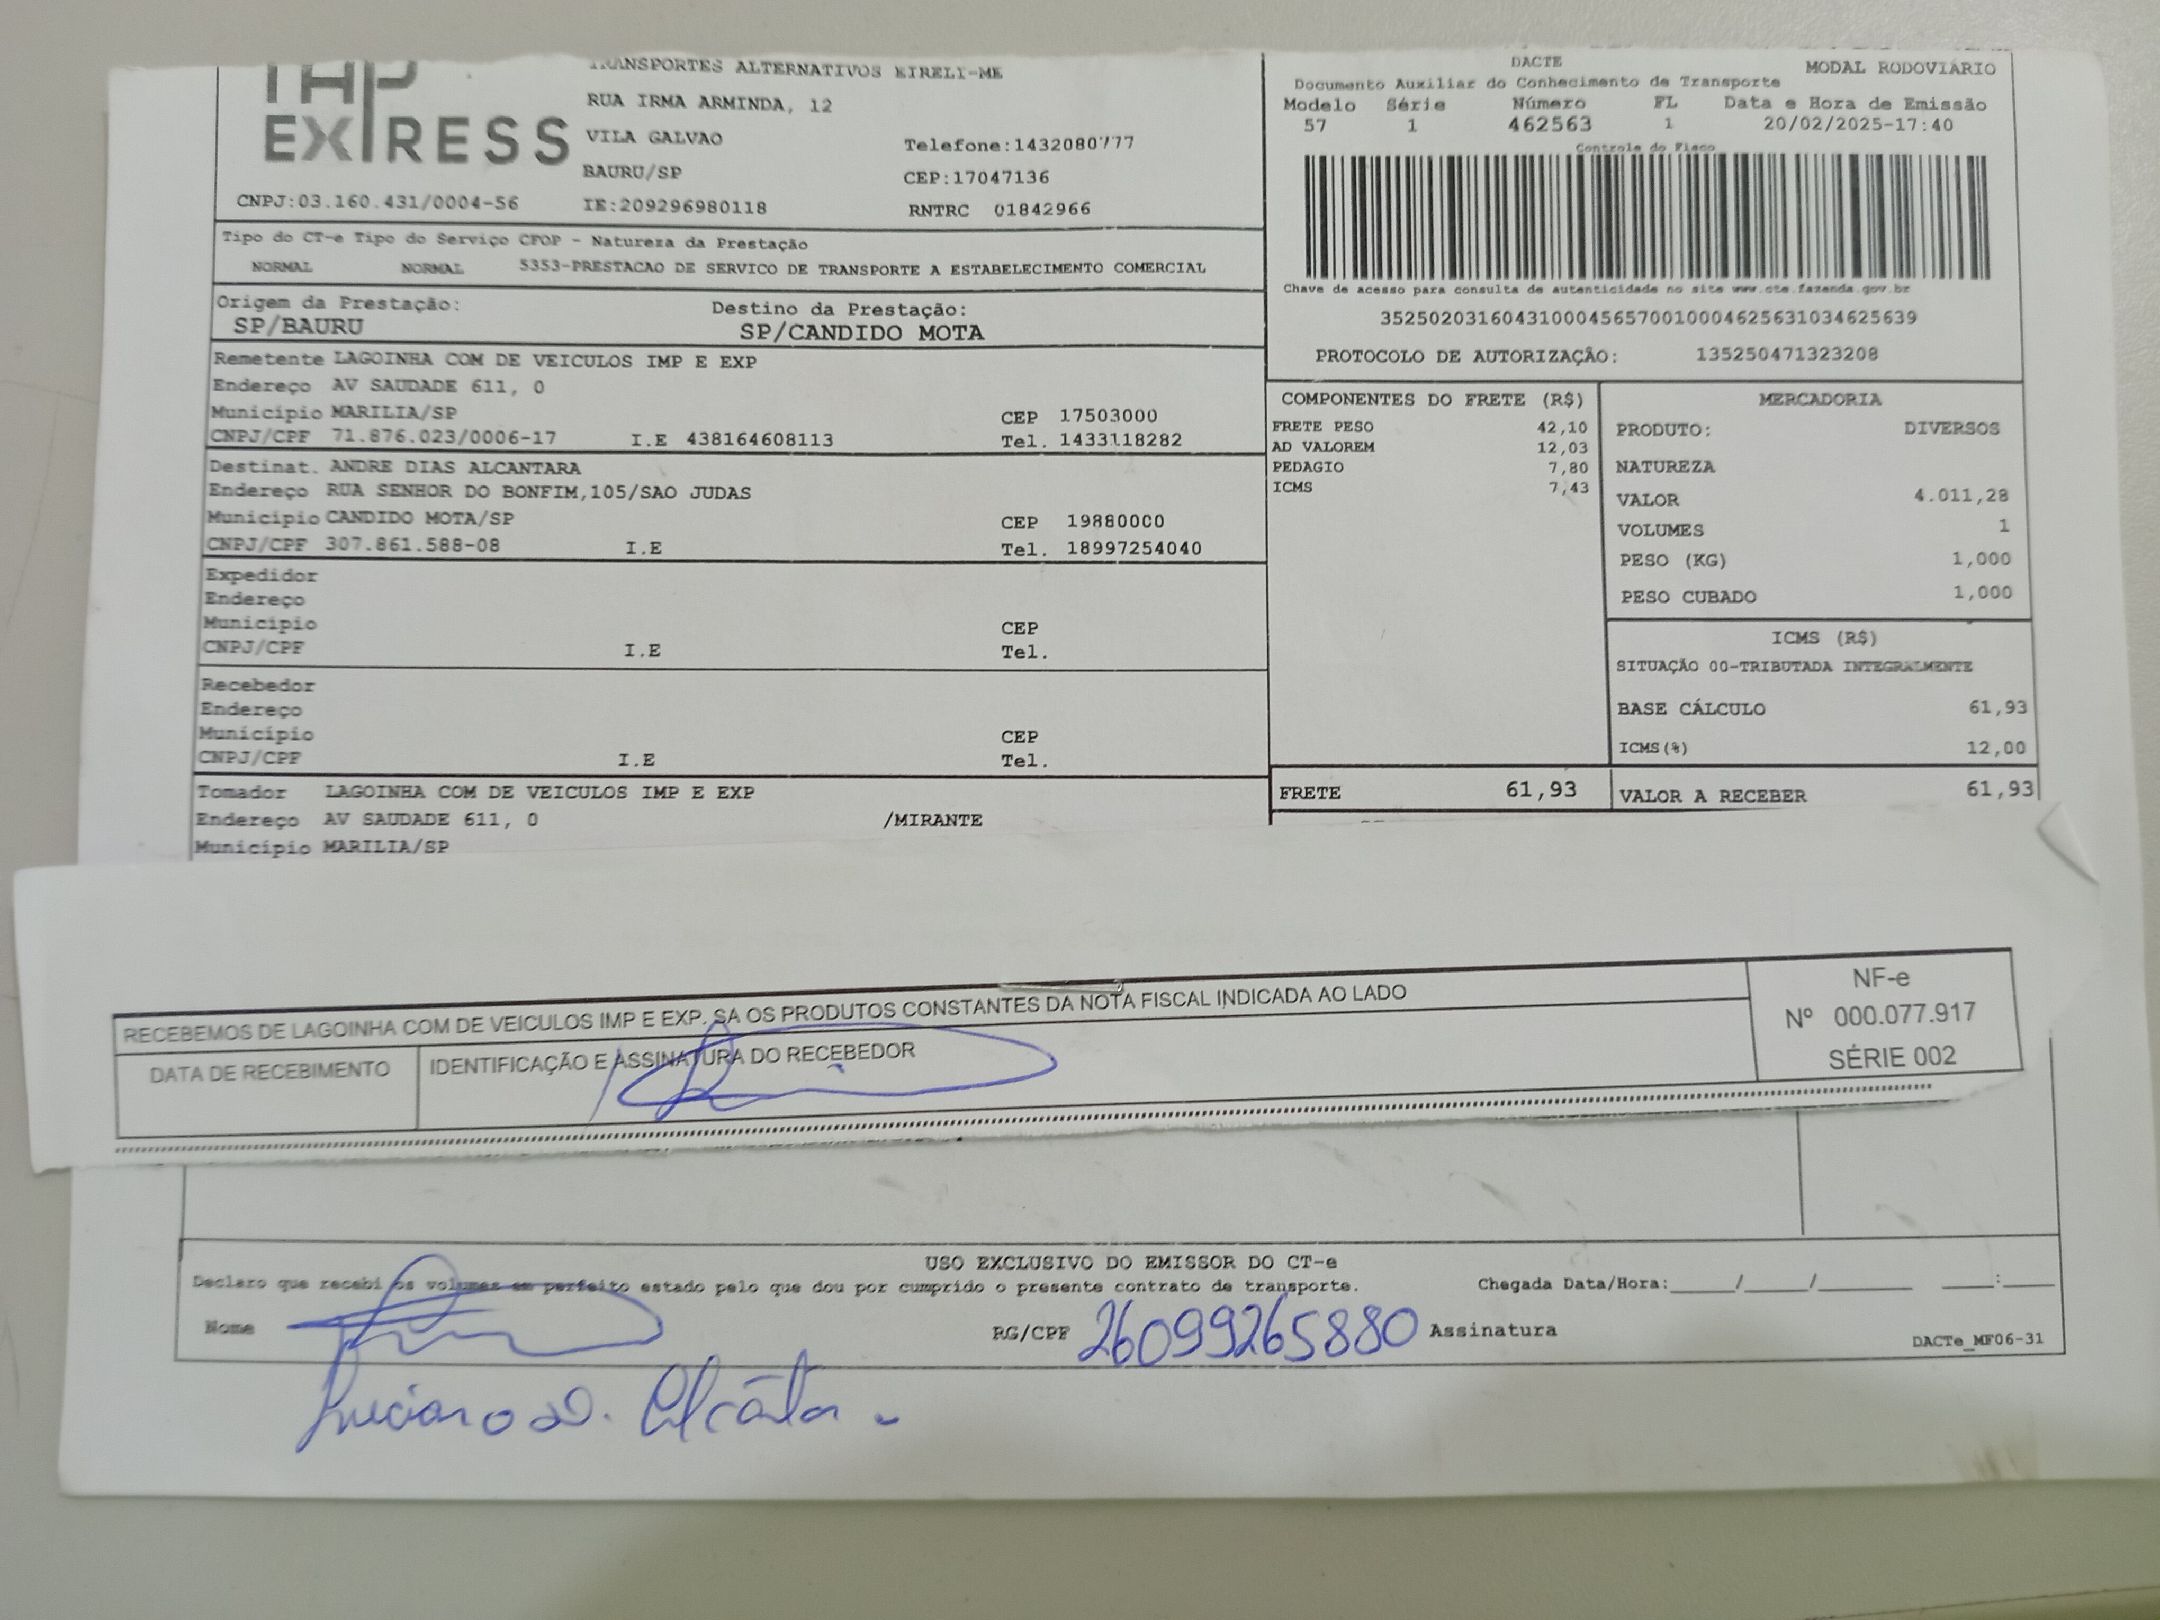 EXPRESS
TRANSPORTES ALTERNATIVOS EIRELI-ME
RUA IRMA ARMINDA, 12
VILA GALVAO Telefone:1432080777
BAURU/SP CEP:17047136
CNPJ:03.160.431/0004-56 IE:209296980118 RNTRC 01842966
DACTE MODAL RODOVIÁRIO
Documento Auxiliar do Conhecimento de Transporte
Modelo Série Número FL Data e Hora de Emissão
57 1 462563 1 20/02/2025-17:40
Controle do Fisco
Chave de acesso para consulta de autenticidade no site www.cte.fazenda.gov.br
35250203160431000456570010004625631034625639
PROTOCOLO DE AUTORIZAÇÃO: 135250471323208
Tipo do CT-e Tipo do Serviço CFOP - Natureza da Prestação
NORMAL NORMAL 5353-PRESTACAO DE SERVICO DE TRANSPORTE A ESTABELECIMENTO COMERCIAL
Origem da Prestação: Destino da Prestação:
SP/BAURU SP/CANDIDO MOTA
Remetente LAGOINHA COM DE VEICULOS IMP E EXP
Endereço AV SAUDADE 611, 0
Município MARILIA/SP CEP 17503000
CNPJ/CPF 71.876.023/0006-17 I.E 438164608113 Tel. 1433118282
Destinat. ANDRE DIAS ALCANTARA
Endereço RUA SENHOR DO BONFIM,105/SAO JUDAS
Município CANDIDO MOTA/SP CEP 19880000
CNPJ/CPF 307.861.588-08 I.E Tel. 18997254040
Expedidor
Endereço
Município CEP
CNPJ/CPF I.E Tel.
Recebedor
Endereço
Município CEP
CNPJ/CPF I.E Tel.
Tomador LAGOINHA COM DE VEICULOS IMP E EXP
Endereço AV SAUDADE 611, 0 /MIRANTE
Município MARILIA/SP
COMPONENTES DO FRETE (R$)
FRETE PESO 42,10
AD VALOREM 12,03
PEDAGIO 7,80
ICMS 7,43
FRETE 61,93
MERCADORIA
PRODUTO: DIVERSOS
NATUREZA
VALOR 4.011,28
VOLUMES 1
PESO (KG) 1,000
PESO CUBADO 1,000
ICMS (R$)
SITUAÇÃO 00-TRIBUTADA INTEGRALMENTE
BASE CÁLCULO 61,93
ICMS(%) 12,00
VALOR A RECEBER 61,93
RECEBEMOS DE LAGOINHA COM DE VEICULOS IMP E EXP. SA OS PRODUTOS CONSTANTES DA NOTA FISCAL INDICADA AO LADO
DATA DE RECEBIMENTO IDENTIFICAÇÃO E ASSINATURA DO RECEBEDOR
NF-e
Nº 000.077.917
SÉRIE 002
USO EXCLUSIVO DO EMISSOR DO CT-e
Declaro que recebi os volumes em perfeito estado pelo que dou por cumprido o presente contrato de transporte. Chegada Data/Hora:____/____/______ ____:____
Nome RG/CPF 26099265880 Assinatura DACTe_MF06-31
Luciano D.